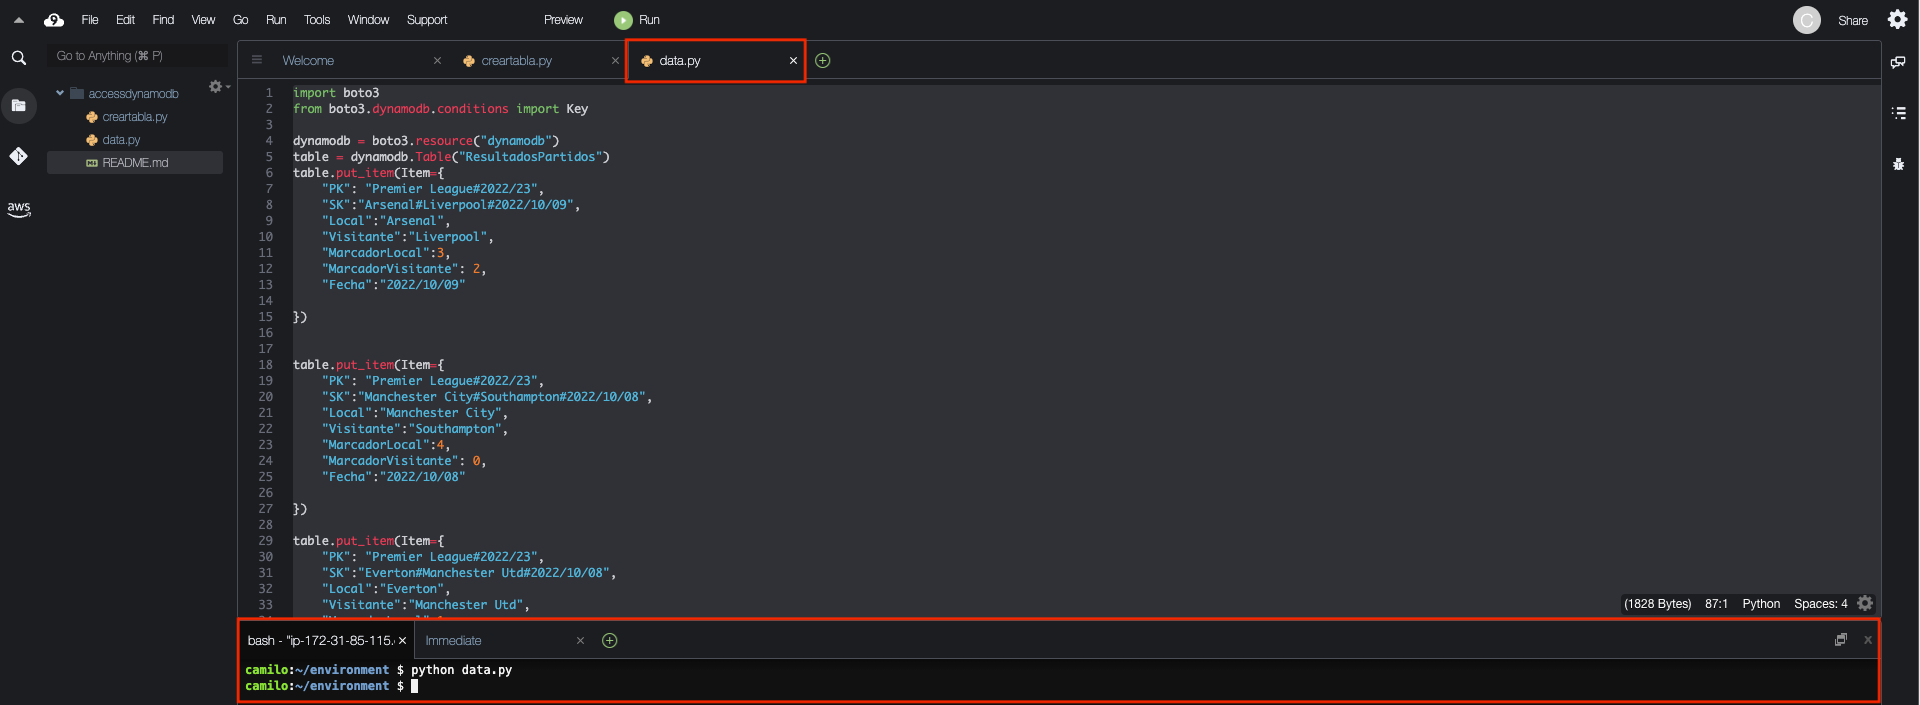 File Edit Find View Go Run Tools Window Support Preview Run C Share
Go to Anything (⌘ P)
accessdynamodb
creartabla.py
data.py
README.md
aws
Welcome creartabla.py data.py
1 import boto3
2 from boto3.dynamodb.conditions import Key
3
4 dynamodb = boto3.resource("dynamodb")
5 table = dynamodb.Table("ResultadosPartidos")
6 table.put_item(Item={
7 "PK": "Premier League#2022/23",
8 "SK":"Arsenal#Liverpool#2022/10/09",
9 "Local":"Arsenal",
10 "Visitante":"Liverpool",
11 "MarcadorLocal":3,
12 "MarcadorVisitante": 2,
13 "Fecha":"2022/10/09"
14
15 })
16
17
18 table.put_item(Item={
19 "PK": "Premier League#2022/23",
20 "SK":"Manchester City#Southampton#2022/10/08",
21 "Local":"Manchester City",
22 "Visitante":"Southampton",
23 "MarcadorLocal":4,
24 "MarcadorVisitante": 0,
25 "Fecha":"2022/10/08"
26
27 })
28
29 table.put_item(Item={
30 "PK": "Premier League#2022/23",
31 "SK":"Everton#Manchester Utd#2022/10/08",
32 "Local":"Everton",
33 "Visitante":"Manchester Utd",
(1828 Bytes) 87:1 Python Spaces: 4
bash - "ip-172-31-85-115. Immediate
camilo:~/environment $ python data.py
camilo:~/environment $